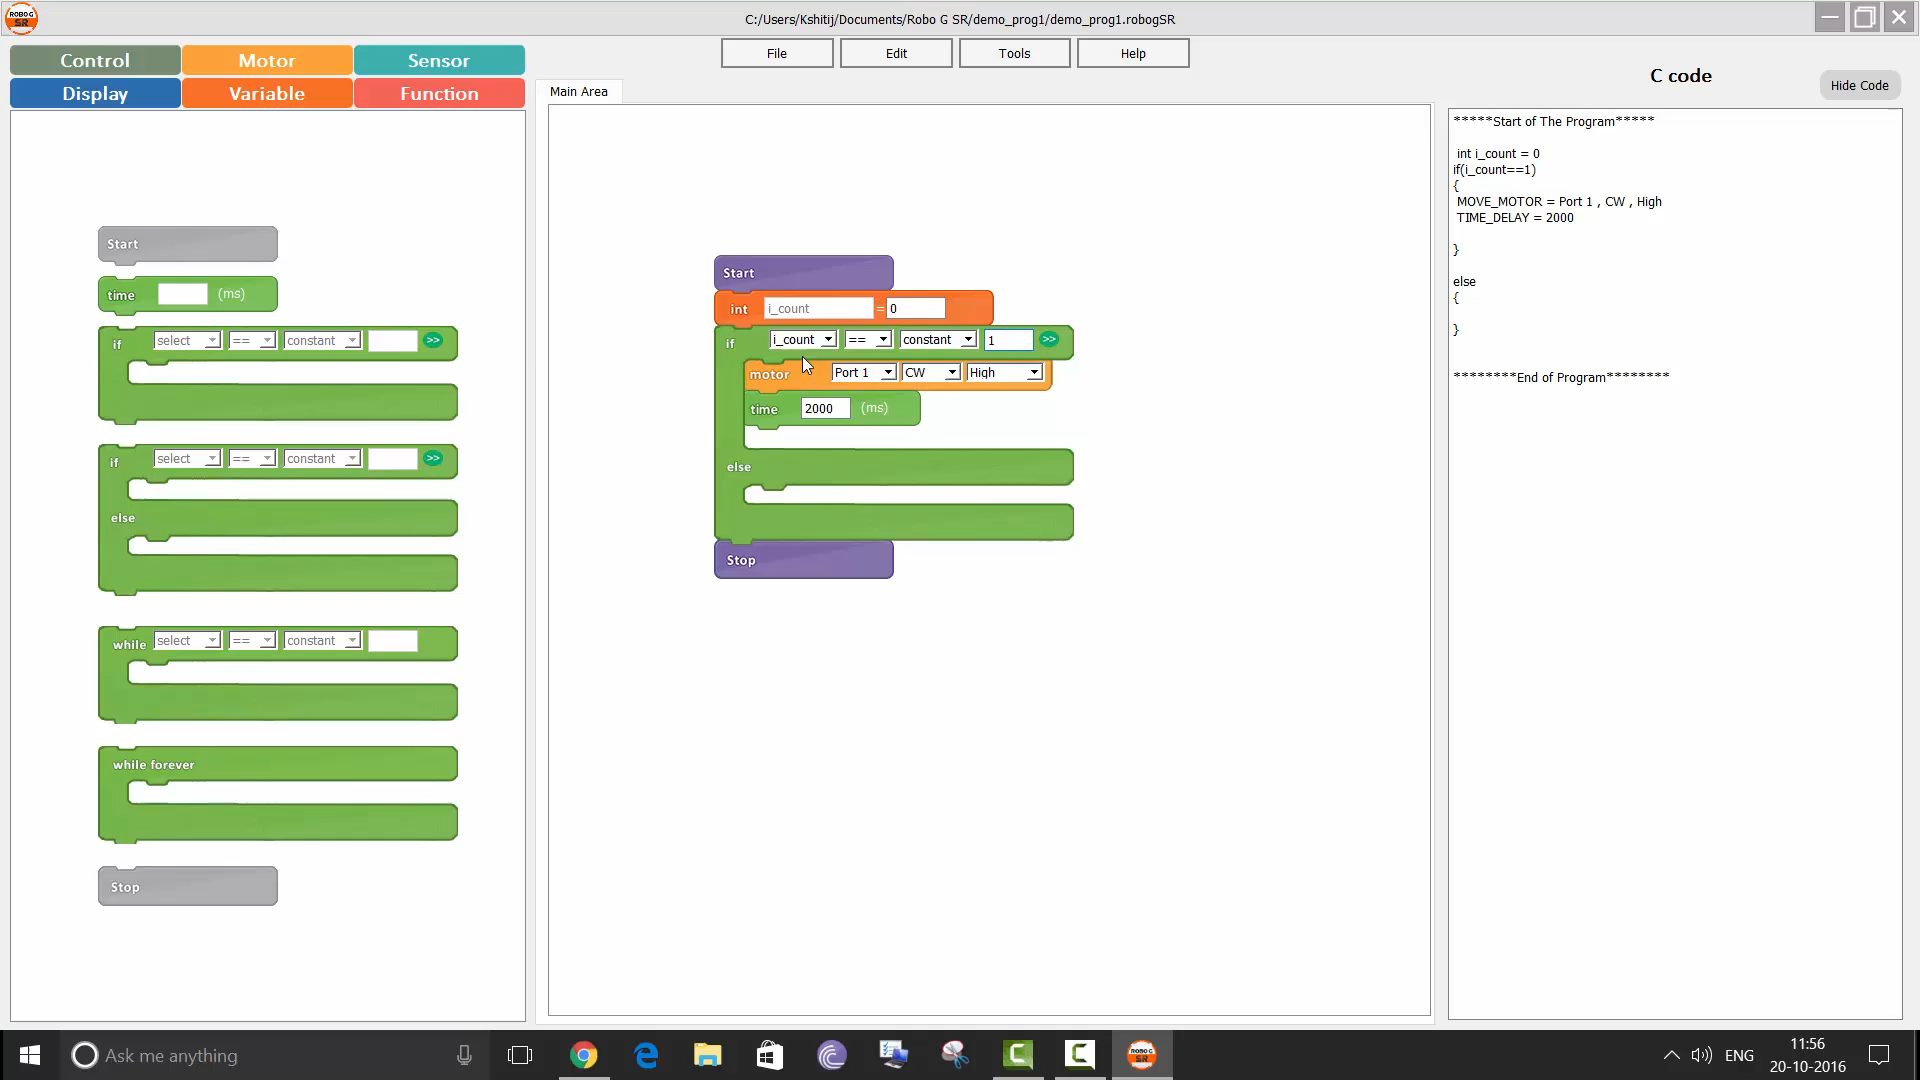 ROBO G
SR
C:/Users/Kshitij/Documents/Robo G SR/demo_prog1/demo_prog1.robogSR
Control
Motor
Sensor
Display
Variable
Function
File
Edit
Tools
Help
C code
Hide Code
Main Area
Start
time (ms)
if select == constant >>
if select == constant >>
else
while select == constant
while forever
Stop
Start
int i_count = 0
if i_count == constant 1 >>
motor Port 1 CW High
time 2000 (ms)
else
Stop
*****Start of The Program*****
int i_count = 0
if(i_count==1)
{
MOVE_MOTOR = Port 1 , CW , High
TIME_DELAY = 2000
}
else
{
}
********End of Program********
Ask me anything
ROBO G
SR
ENG
11:56
20-10-2016